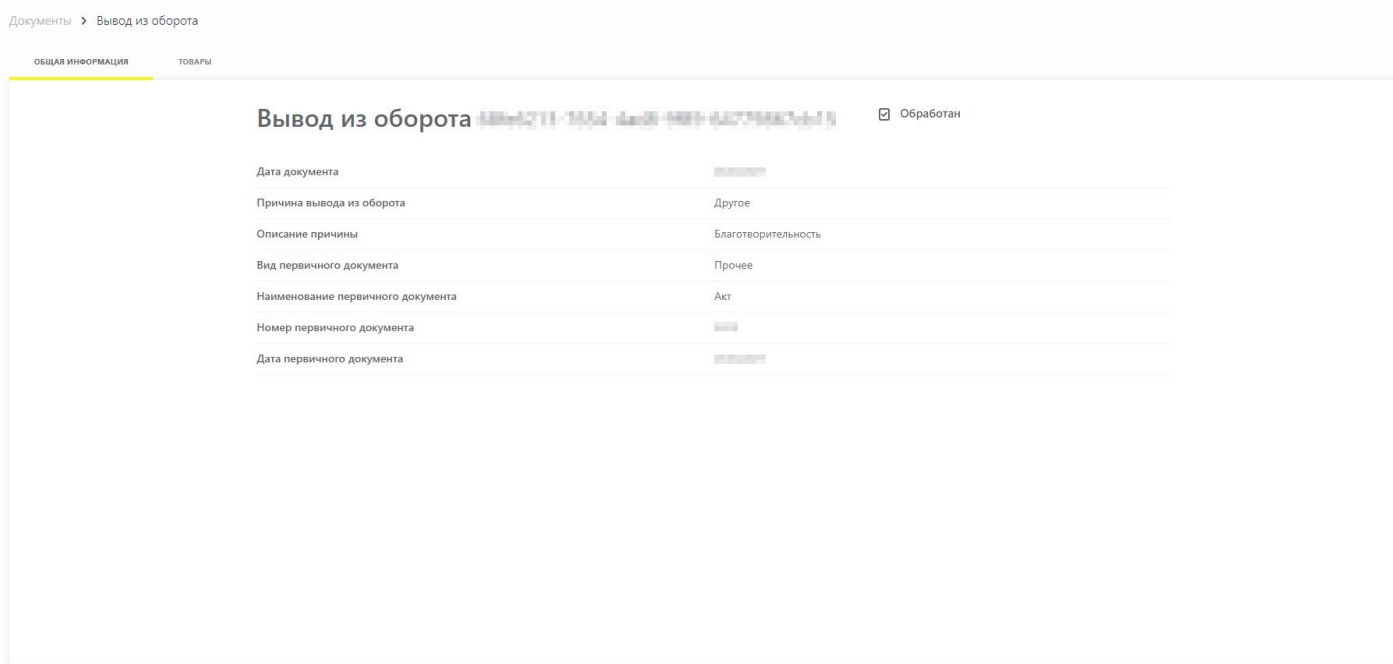 Документы > Вывод из оборота
ОБЩАЯ ИНФОРМАЦИЯ ТОВАРЫ
Вывод из оборота Обработан
Дата документа
Причина вывода из оборота Другое
Описание причины Благотворительность
Вид первичного документа Прочее
Наименование первичного документа Акт
Номер первичного документа
Дата первичного документа